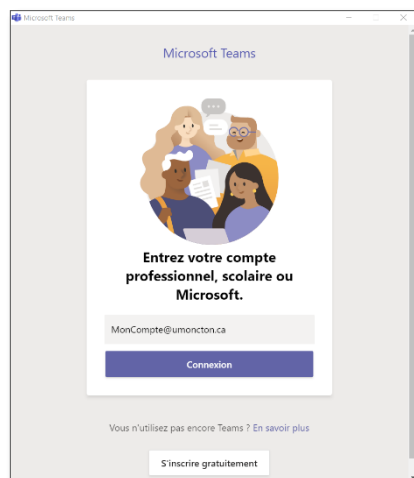 Microsoft Teams
Microsoft Teams
Entrez votre compte
professionnel, scolaire ou
Microsoft.
MonCompte@umoncton.ca
Connexion
Vous n'utilisez pas encore Teams ? En savoir plus
S'inscrire gratuitement